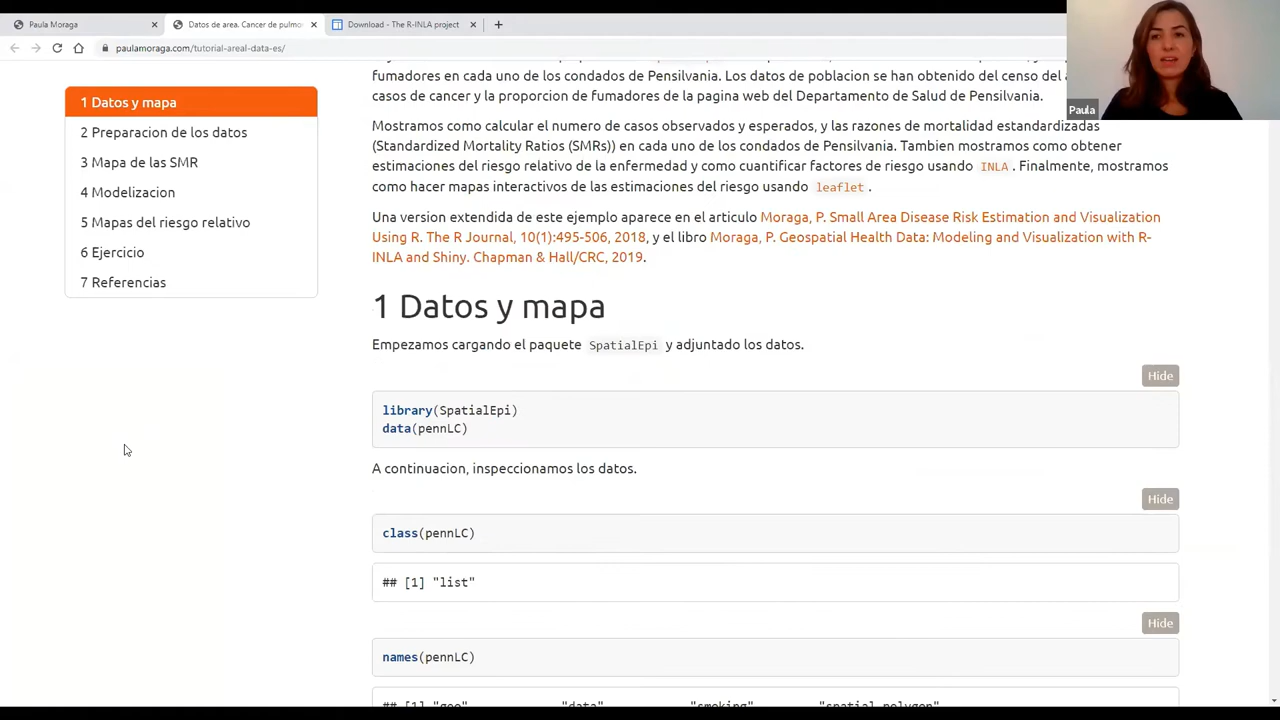 Paula Moraga
Datos de area. Cancer de pulmo
Download - The R-INLA project
paulamoraga.com/tutorial-areal-data-es/
Paula
1 Datos y mapa
2 Preparacion de los datos
3 Mapa de las SMR
4 Modelizacion
5 Mapas del riesgo relativo
6 Ejercicio
7 Referencias
fumadores en cada uno de los condados de Pensilvania. Los datos de poblacion se han obtenido del censo del
casos de cancer y la proporcion de fumadores de la pagina web del Departamento de Salud de Pensilvania.
Mostramos como calcular el numero de casos observados y esperados, y las razones de mortalidad estandarizadas
(Standardized Mortality Ratios (SMRs)) en cada uno de los condados de Pensilvania. Tambien mostramos como obtener
estimaciones del riesgo relativo de la enfermedad y como cuantificar factores de riesgo usando INLA. Finalmente, mostramos
como hacer mapas interactivos de las estimaciones del riesgo usando leaflet.
Una version extendida de este ejemplo aparece en el articulo Moraga, P. Small Area Disease Risk Estimation and Visualization
Using R. The R Journal, 10(1):495-506, 2018, y el libro Moraga, P. Geospatial Health Data: Modeling and Visualization with R-
INLA and Shiny. Chapman & Hall/CRC, 2019.
1 Datos y mapa
Empezamos cargando el paquete SpatialEpi y adjuntado los datos.
Hide
library(SpatialEpi)
data(pennLC)
A continuacion, inspeccionamos los datos.
Hide
class(pennLC)
## [1] "list"
Hide
names(pennLC)
## [1] "geo" "data" "smoking" "spatial.polygon"